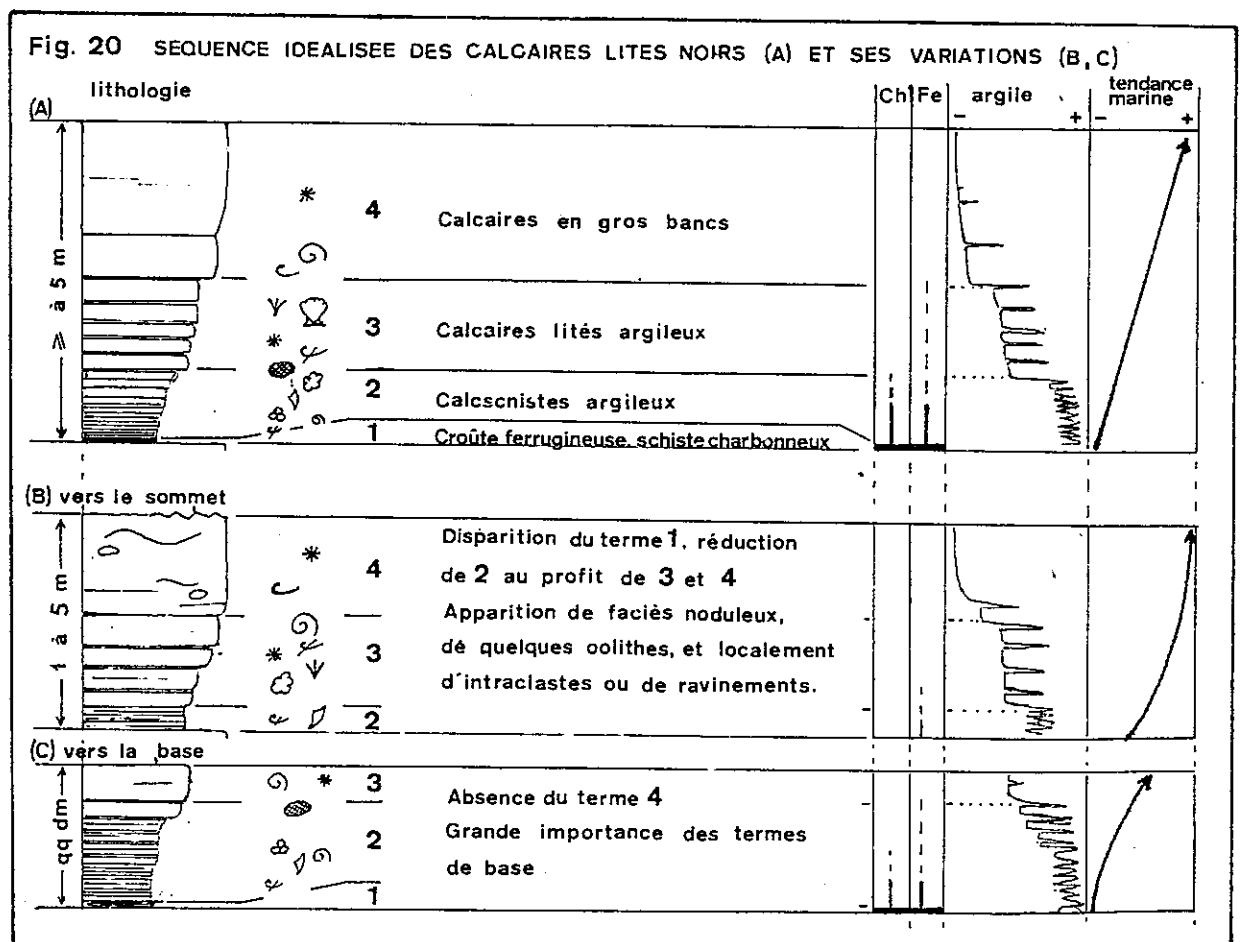 Fig. 20 SEQUENCE IDEALISEE DES CALCAIRES LITES NOIRS (A) ET SES VARIATIONS (B,C)
lithologie
Ch Fe argile tendance marine
- + - +
(A)
≥ à 5 m
4 Calcaires en gros bancs
3 Calcaires lités argileux
2 Calcscnistes argileux
1 Croûte ferrugineuse, schiste charbonneux
(B) vers le sommet
1 à 5 m
4 Disparition du terme 1, réduction
de 2 au profit de 3 et 4
Apparition de faciès noduleux,
3 dé quelques oolithes, et localement
d'intraclastes ou de ravinements.
2
(C) vers la base
qq dm
3 Absence du terme 4
2 Grande importance des termes
de base
1